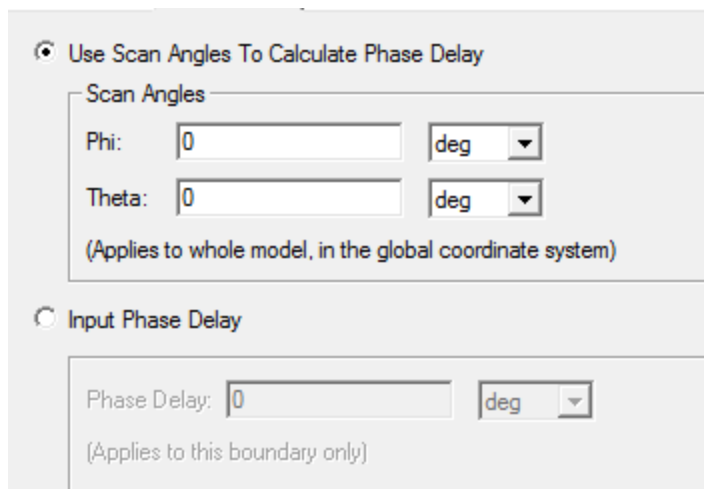 Use Scan Angles To Calculate Phase Delay
Scan Angles
Phi: 0 deg
Theta: 0 deg
(Applies to whole model, in the global coordinate system)
Input Phase Delay
Phase Delay: 0 deg
(Applies to this boundary only)